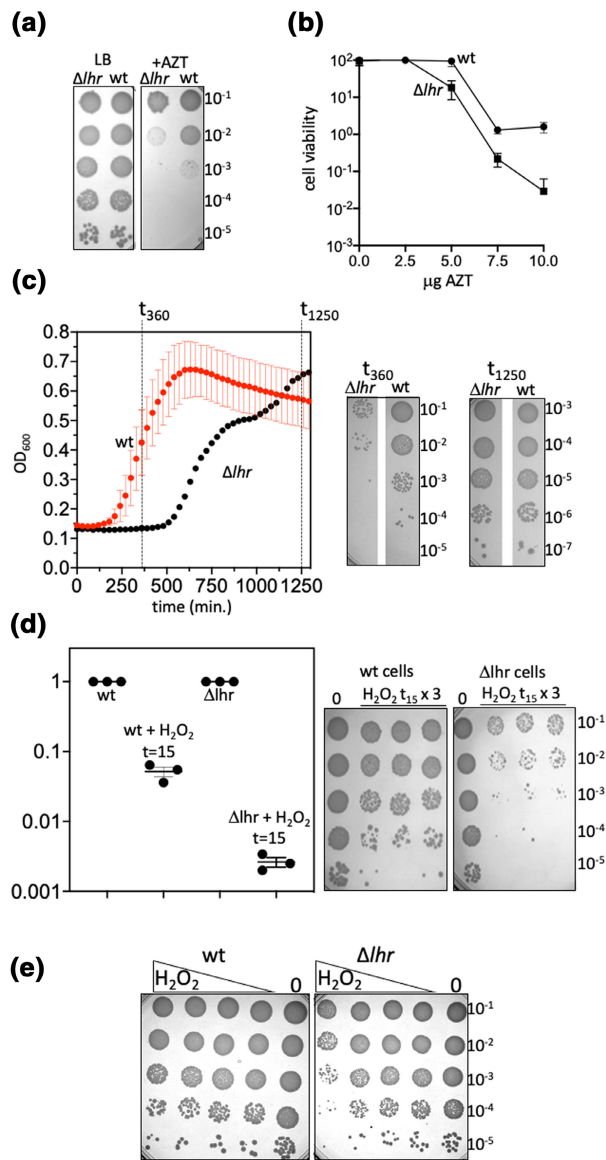 (a)
LB +AZT
Δlhr wt Δlhr wt
10-1
10-2
10-3
10-4
10-5
(b)
cell viability
10²
10¹
10⁰
10-1
10-2
10-3
wt
Δlhr
0.0 2.5 5.0 7.5 10.0
µg AZT
(c)
t360 t1250
OD600
0.8
0.7
0.6
0.5
0.4
0.3
0.2
0.1
0.0
wt
Δlhr
0 250 500 750 1000 1250
time (min.)
t360
Δlhr wt
10-1
10-2
10-3
10-4
10-5
t1250
Δlhr wt
10-3
10-4
10-5
10-6
10-7
(d)
1
0.1
0.01
0.001
wt
Δlhr
wt + H2O2
t=15
Δlhr + H2O2
t=15
wt cells
0 H2O2 t15 x 3
Δlhr cells
0 H2O2 t15 x 3
10-1
10-2
10-3
10-4
10-5
(e)
wt
H2O2 0
Δlhr
H2O2 0
10-1
10-2
10-3
10-4
10-5